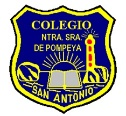 COLEGIO
NTRA. SRA.
DE POMPEYA
SAN ANTONIO